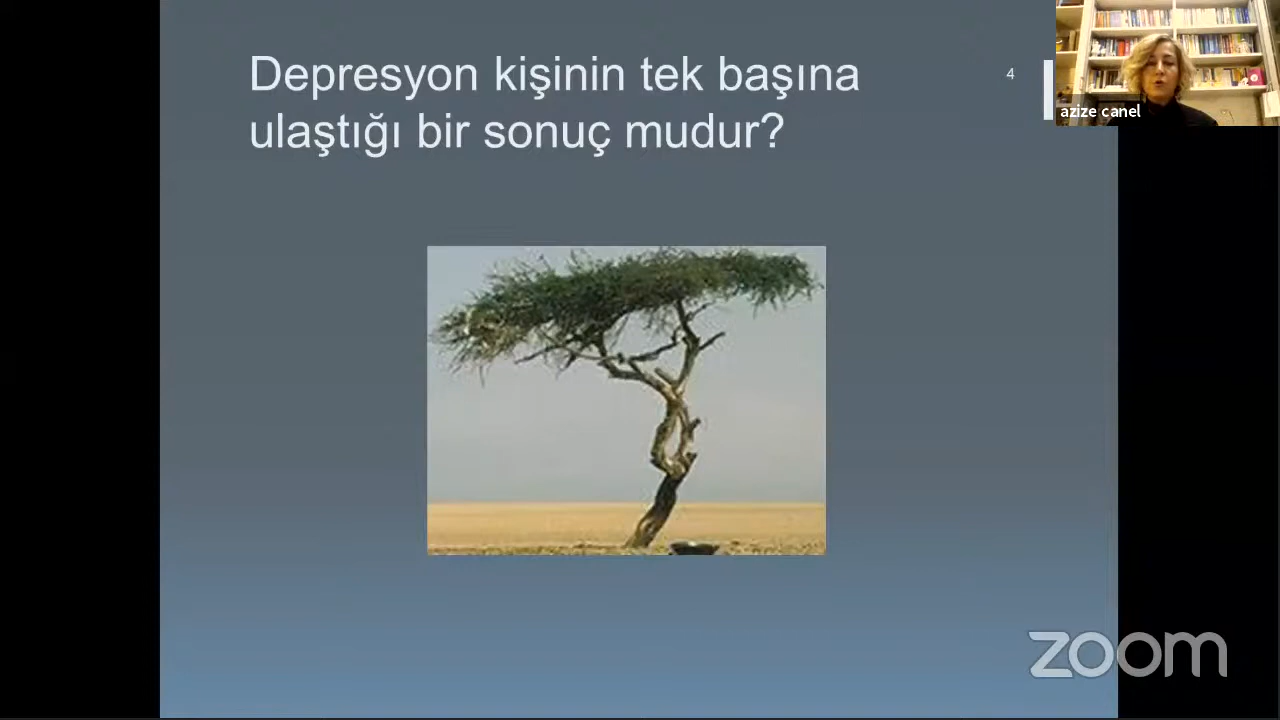 Depresyon kişinin tek başına
ulaştığı bir sonuç mudur?
4
azize canel
zoom